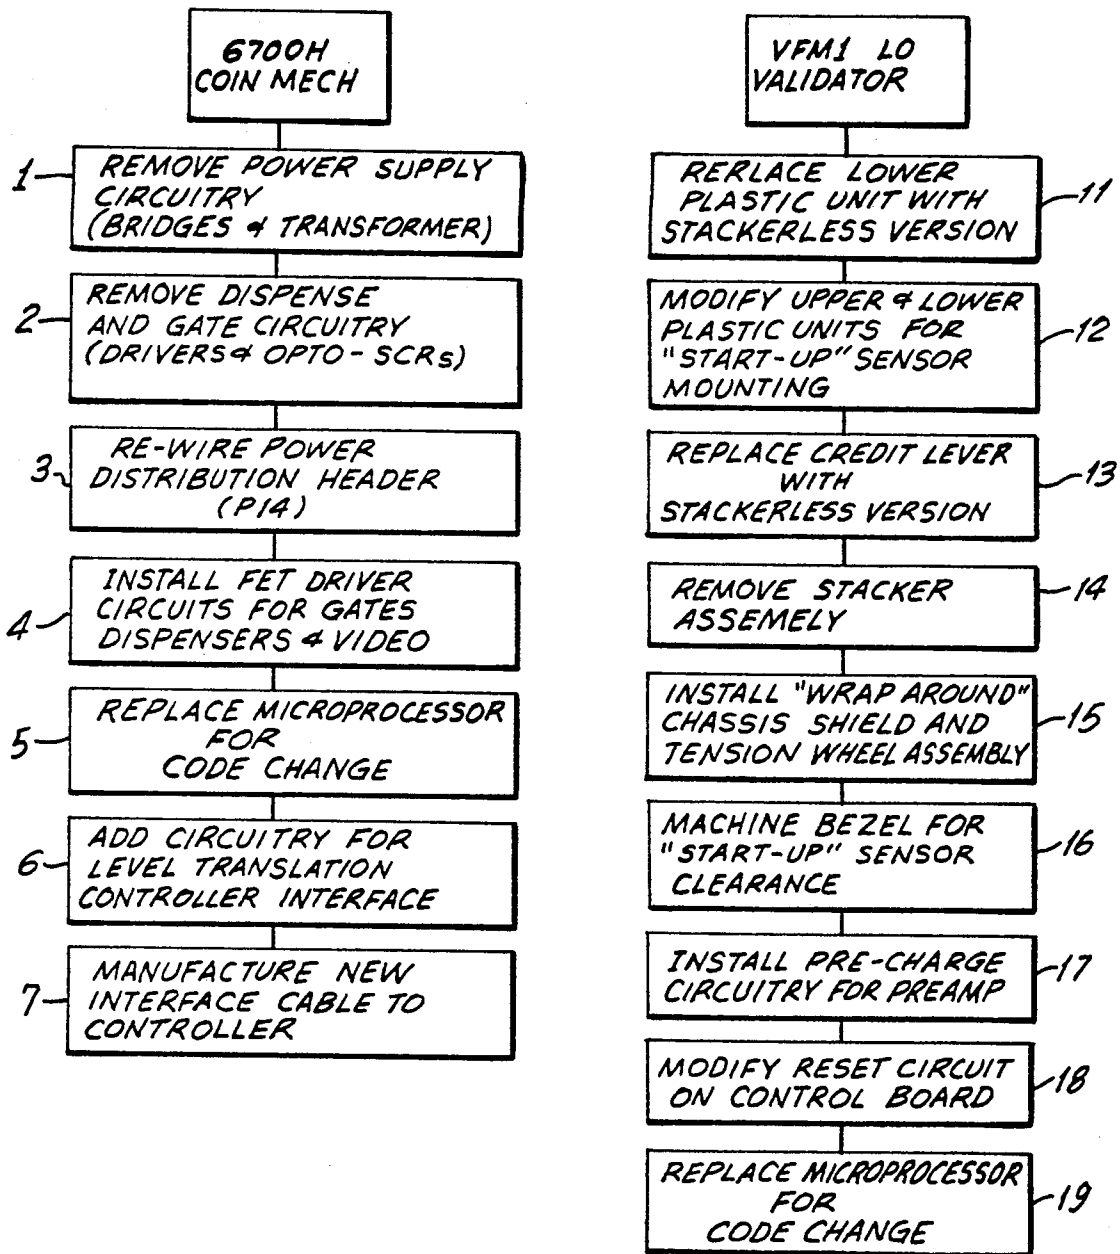 6700H
COIN MECH
1
REMOVE POWER SUPPLY
CIRCUITRY
(BRIDGES & TRANSFORMER)
2
REMOVE DISPENSE
AND GATE CIRCUITRY
(DRIVERS & OPTO-SCRs)
3
RE-WIRE POWER
DISTRIBUTION HEADER
(P14)
4
INSTALL FET DRIVER
CIRCUITS FOR GATES
DISPENSERS & VIDEO
5
REPLACE MICROPROCESSOR
FOR
CODE CHANGE
6
ADD CIRCUITRY FOR
LEVEL TRANSLATION
CONTROLLER INTERFACE
7
MANUFACTURE NEW
INTERFACE CABLE TO
CONTROLLER
VFM1 LO
VALIDATOR
RERLACE LOWER
PLASTIC UNIT WITH
STACKERLESS VERSION
11
MODIFY UPPER & LOWER
PLASTIC UNITS FOR
"START-UP" SENSOR
MOUNTING
12
REPLACE CREDIT LEVER
WITH
STACKERLESS VERSION
13
REMOVE STACKER
ASSEMELY
14
INSTALL "WRAP AROUND"
CHASSIS SHIELD AND
TENSION WHEEL ASSEMBLY
15
MACHINE BEZEL FOR
"START-UP" SENSOR
CLEARANCE
16
INSTALL PRE-CHARGE
CIRCUITRY FOR PREAMP
17
MODIFY RESET CIRCUIT
ON CONTROL BOARD
18
REPLACE MICROPROCESSOR
FOR
CODE CHANGE
19